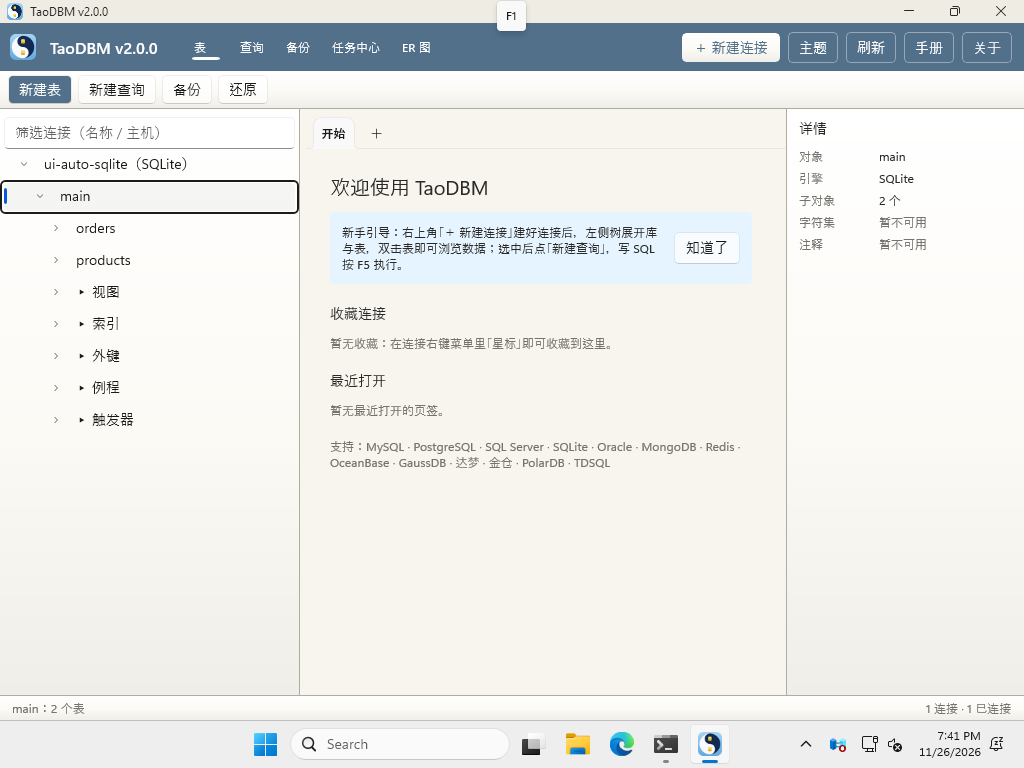 TaoDBM v2.0.0
F1
TaoDBM v2.0.0
表
查询
备份
任务中心
ER 图
＋ 新建连接
主题
刷新
手册
关于
新建表
新建查询
备份
还原
筛选连接（名称 / 主机）
ui-auto-sqlite（SQLite）
main
orders
products
视图
索引
外键
例程
触发器
开始
欢迎使用 TaoDBM
新手引导：右上角「＋ 新建连接」建好连接后，左侧树展开库
与表，双击表即可浏览数据；选中后点「新建查询」，写 SQL
按 F5 执行。
知道了
收藏连接
暂无收藏：在连接右键菜单里「星标」即可收藏到这里。
最近打开
暂无最近打开的页签。
支持：MySQL · PostgreSQL · SQL Server · SQLite · Oracle · MongoDB · Redis ·
OceanBase · GaussDB · 达梦 · 金仓 · PolarDB · TDSQL
详情
对象 main
引擎 SQLite
子对象 2 个
字符集 暂不可用
注释 暂不可用
main：2 个表
1 连接 · 1 已连接
Search
7:41 PM
11/26/2026